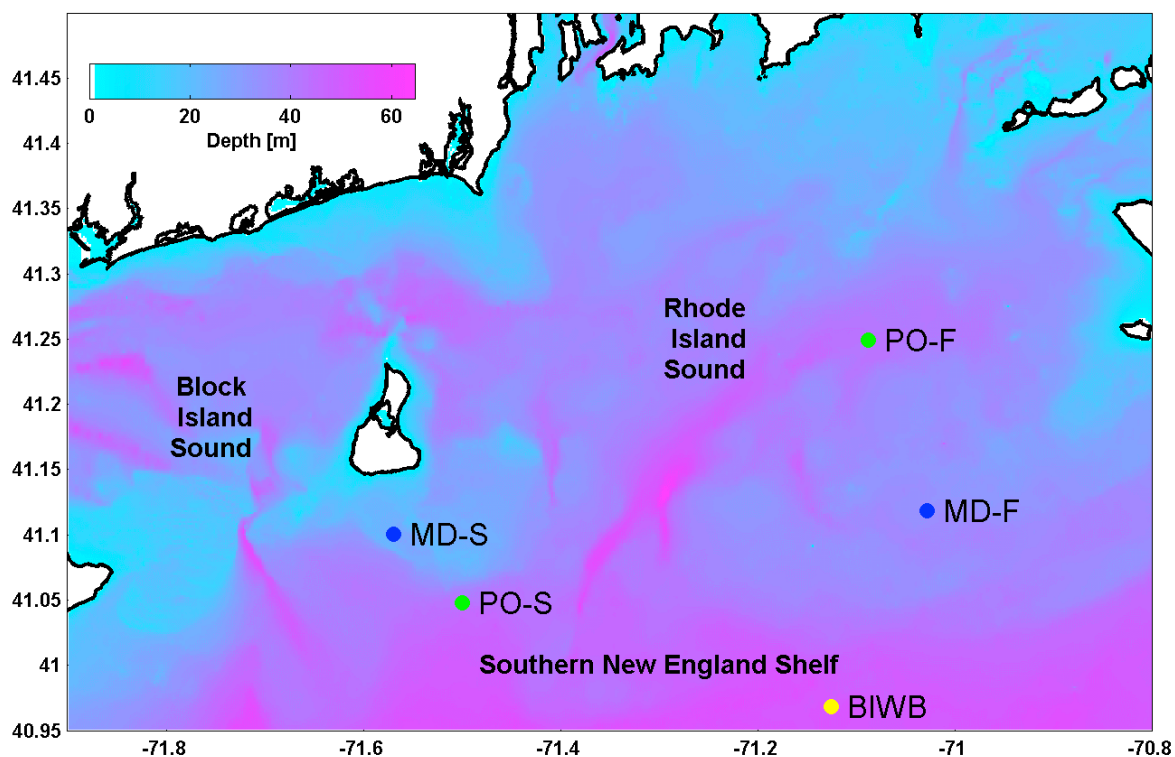 41.45
41.4
41.35
41.3
41.25
41.2
41.15
41.1
41.05
41
40.95
0 20 40 60
Depth [m]
Rhode
Island
Sound
PO-F
Block
Island
Sound
MD-F
MD-S
PO-S
Southern New England Shelf
BIWB
-71.8 -71.6 -71.4 -71.2 -71 -70.8